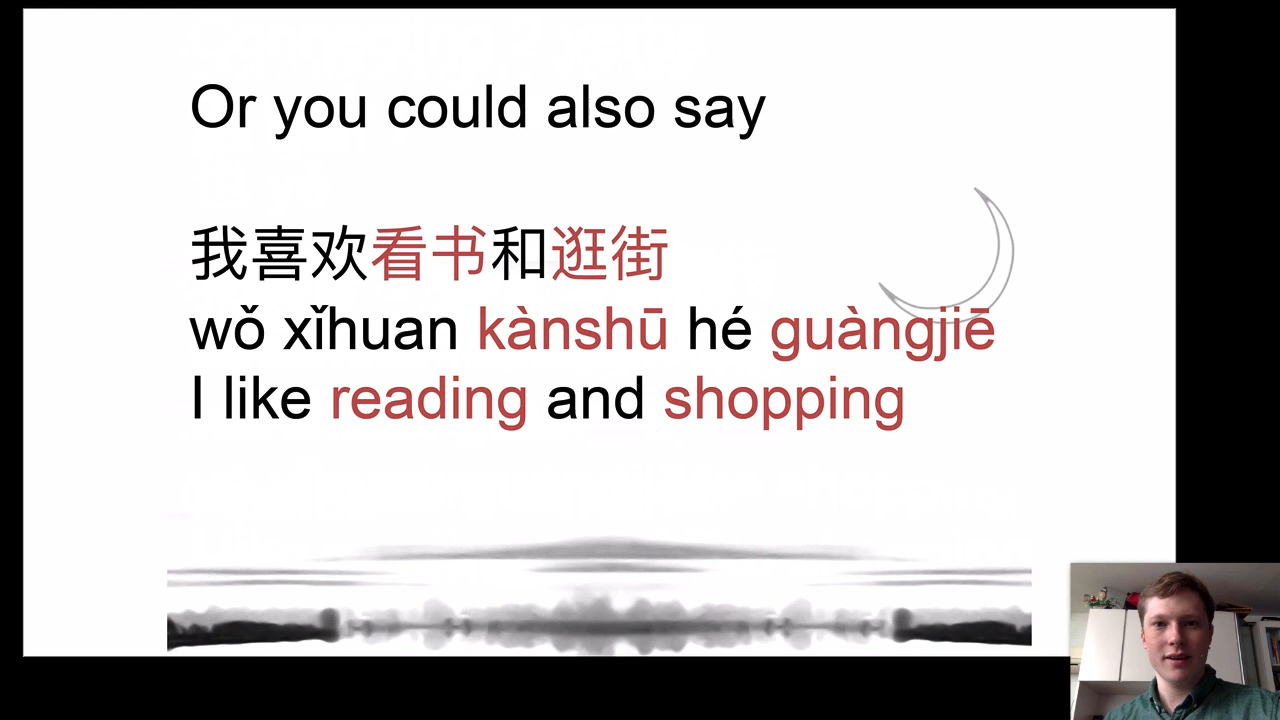 Or you could also say
我喜欢看书和逛街
wǒ xǐhuan kànshū hé guàngjiē
I like reading and shopping